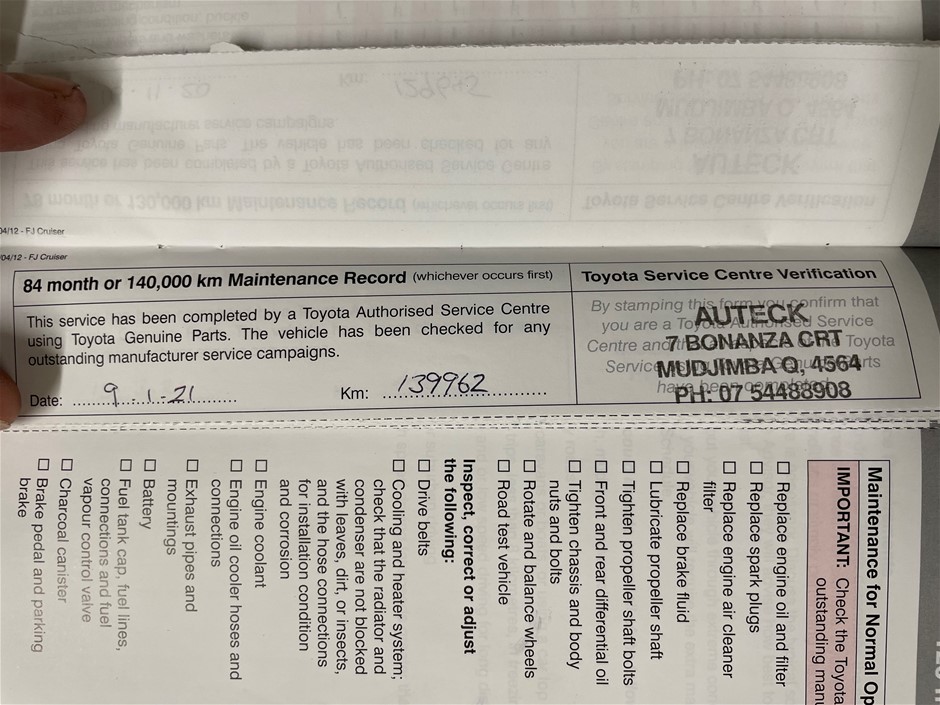 04/12 - FJ Cruiser
04/12 - FJ Cruiser
84 month or 140,000 km Maintenance Record (whichever occurs first)
This service has been completed by a Toyota Authorised Service Centre
using Toyota Genuine Parts. The vehicle has been checked for any
outstanding manufacturer service campaigns.
Date: 9.1.21 Km: 139962
Toyota Service Centre Verification
By stamping this form you confirm that
you are a Toyota Authorised Service
Centre and Toyota
Service Parts
have been completed
AUTECK
7 BONANZA CRT
MUDJIMBA Q, 4564
PH: 07 54488908
Maintenance for Normal Op
IMPORTANT: Check the Toyota
outstanding manu
☐ Replace engine oil and filter
☐ Replace spark plugs
☐ Replace engine air cleaner
filter
☐ Replace brake fluid
☐ Lubricate propeller shaft
☐ Tighten propeller shaft bolts
☐ Front and rear differential oil
☐ Tighten chassis and body
nuts and bolts
☐ Rotate and balance wheels
☐ Road test vehicle
Inspect, correct or adjust
the following:
☐ Drive belts
☐ Cooling and heater system;
check that the radiator and
condenser are not blocked
with leaves, dirt, or insects,
and the hose connections
for installation condition
and corrosion
☐ Engine coolant
☐ Engine oil cooler hoses and
connections
☐ Exhaust pipes and
mountings
☐ Battery
☐ Fuel tank cap, fuel lines,
connections and fuel
vapour control valve
☐ Charcoal canister
☐ Brake pedal and parking
brake